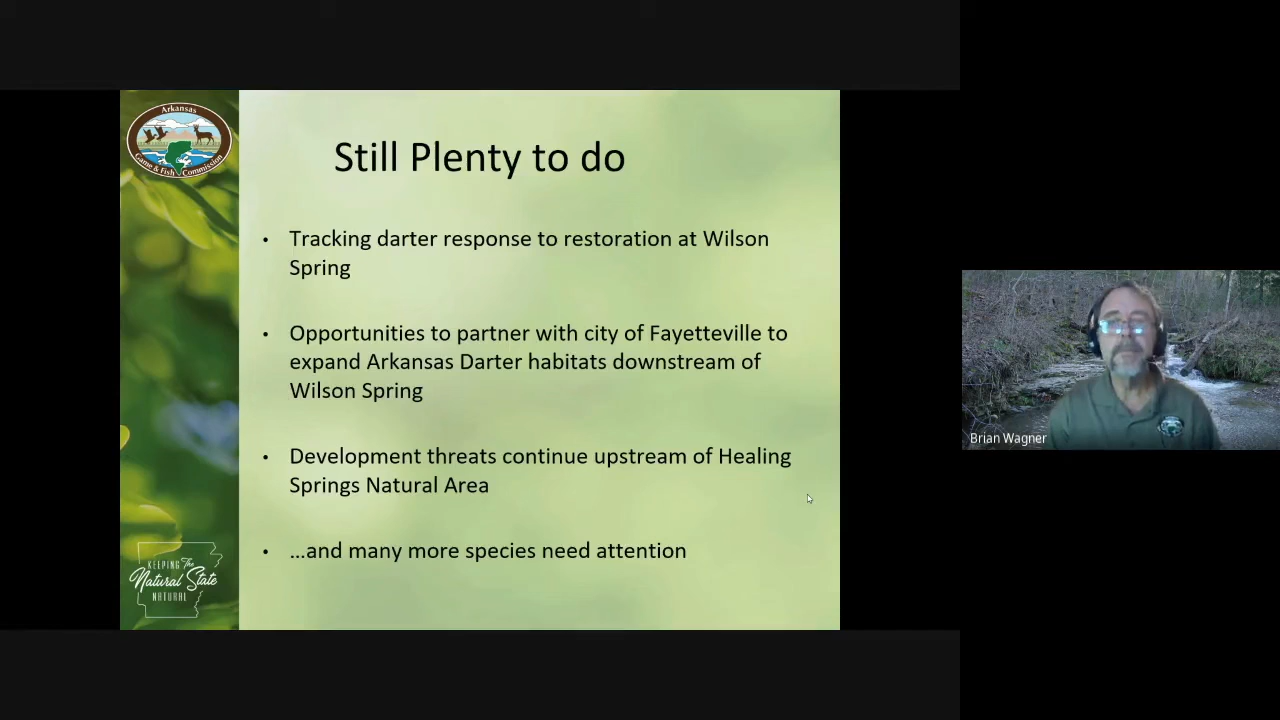 Arkansas
Game & Fish Commission
Still Plenty to do
• Tracking darter response to restoration at Wilson
Spring
• Opportunities to partner with city of Fayetteville to
expand Arkansas Darter habitats downstream of
Wilson Spring
• Development threats continue upstream of Healing
Springs Natural Area
• ...and many more species need attention
KEEPING The
Natural State
NATURAL
Brian Wagner